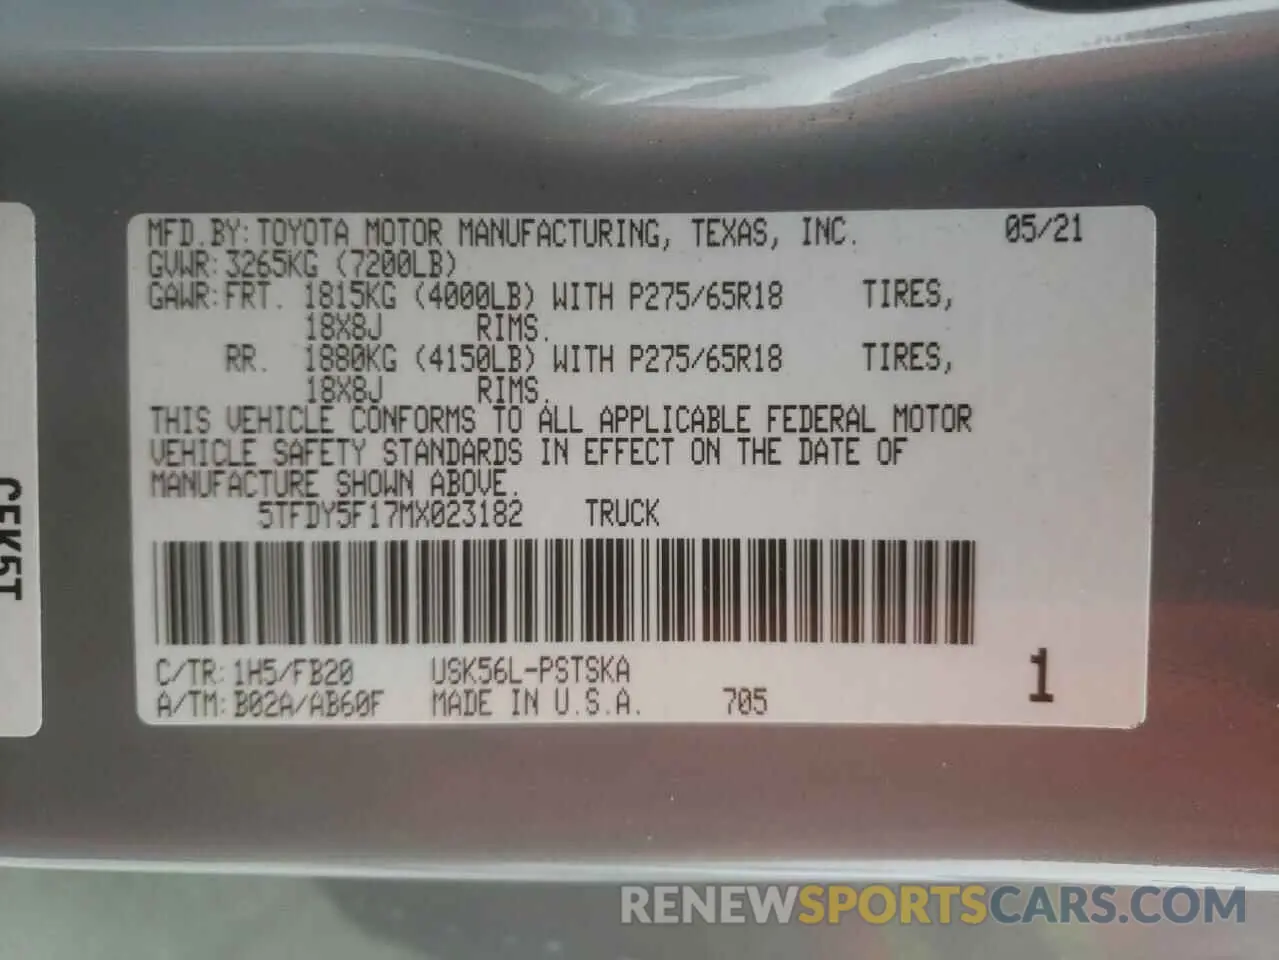 MFD.BY:TOYOTA MOTOR MANUFACTURING, TEXAS, INC. 05/21
GVWR:3265KG (7200LB)
GAWR:FRT. 1815KG (4000LB) WITH P275/65R18 TIRES,
18X8J RIMS.
RR. 1880KG (4150LB) WITH P275/65R18 TIRES,
18X8J RIMS.
THIS VEHICLE CONFORMS TO ALL APPLICABLE FEDERAL MOTOR
VEHICLE SAFETY STANDARDS IN EFFECT ON THE DATE OF
MANUFACTURE SHOWN ABOVE.
5TFDY5F17MX023182 TRUCK
C/TR:1H5/FB20 USK56L-PSTSKA
A/TM:B02A/AB60F MADE IN U.S.A. 705
1
RENEWSPORTSCARS.COM